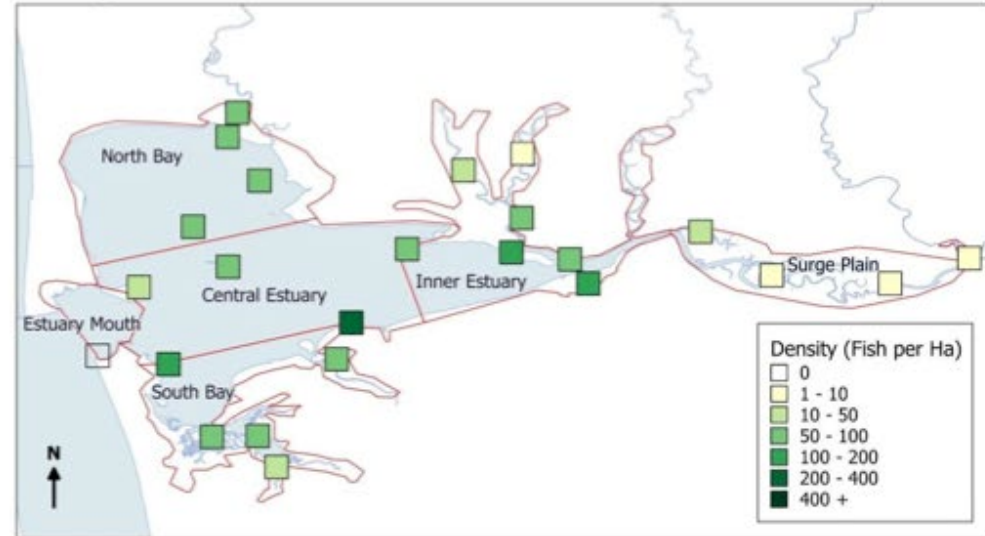 North Bay
Central Estuary
Inner Estuary
Surge Plain
Estuary Mouth
South Bay
N
Density (Fish per Ha)
0
1 - 10
10 - 50
50 - 100
100 - 200
200 - 400
400 +